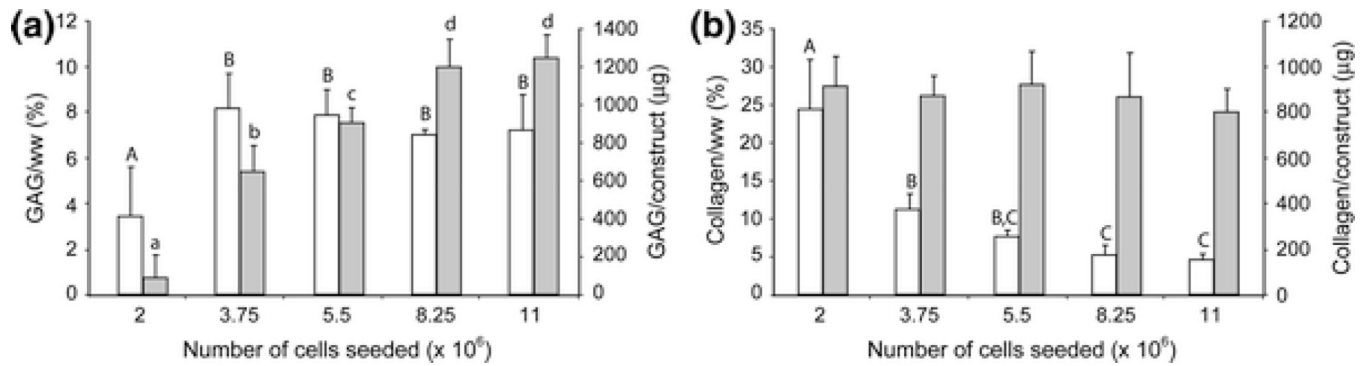 (a)
GAG/ww (%)
12
10
8
6
4
2
0
A
a
B
b
B
c
B
d
B
d
1400
1200
1000
800
600
400
200
0
GAG/construct (µg)
2 3.75 5.5 8.25 11
Number of cells seeded (x 10⁶)
(b)
Collagen/ww (%)
35
30
25
20
15
10
5
0
A
B
B,C
C
C
1200
1000
800
600
400
200
0
Collagen/construct (µg)
2 3.75 5.5 8.25 11
Number of cells seeded (x 10⁶)